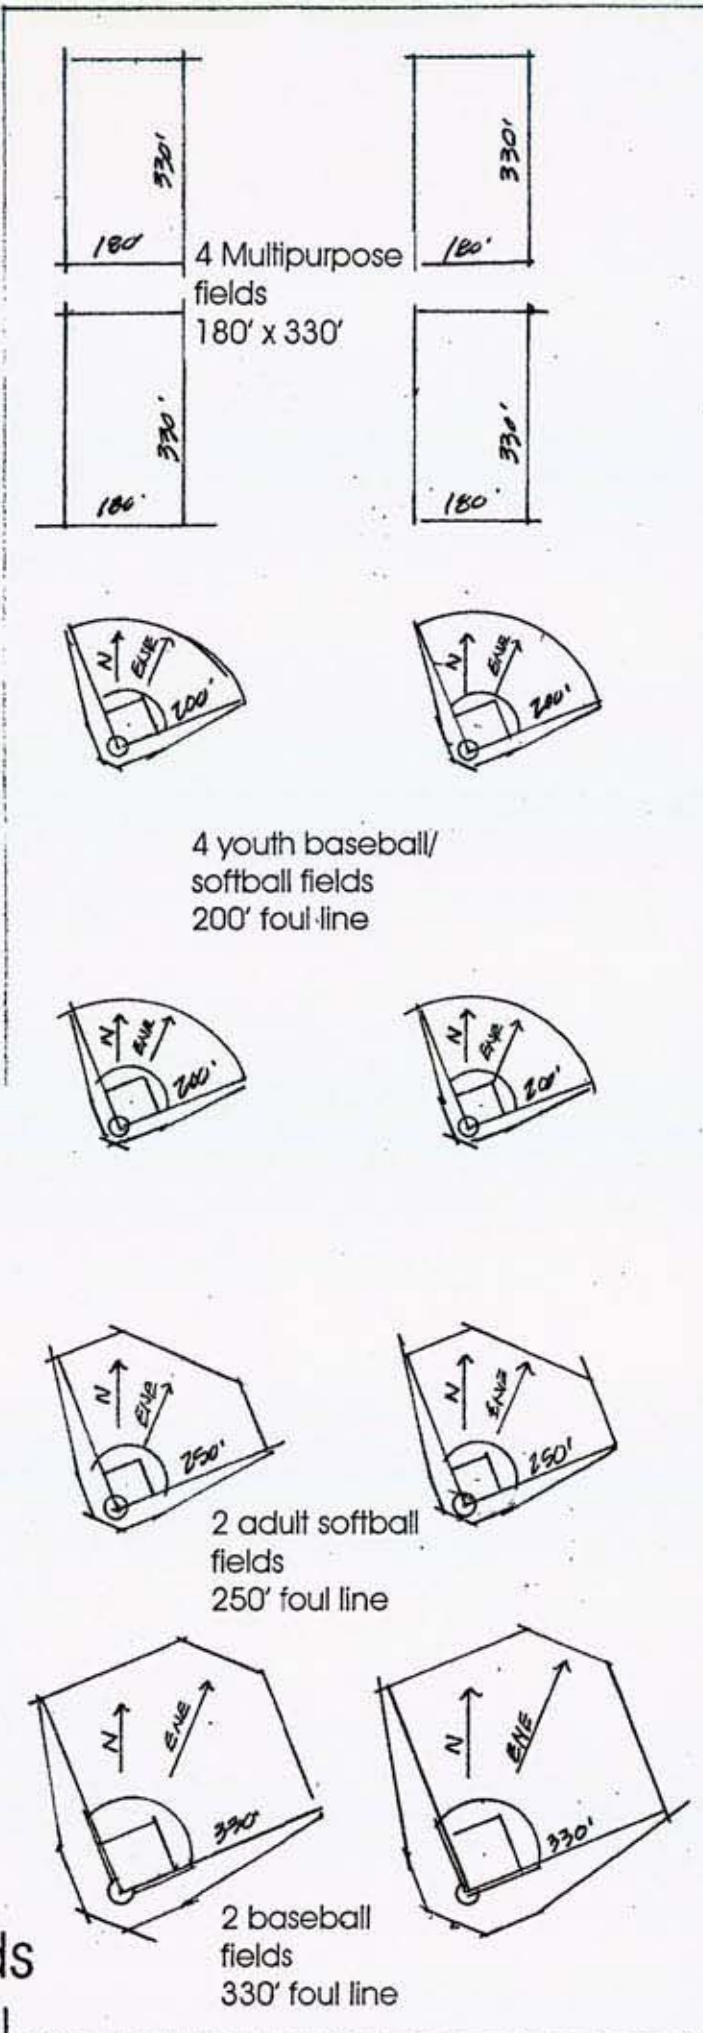 330'
330'
180'
180'
4 Multipurpose
fields
180' x 330'
330'
330'
180'
180'
N
ENE
200'
N
ENE
200'
4 youth baseball/
softball fields
200' foul line
N
ENE
200'
N
ENE
200'
N
ENE
250'
N
ENE
250'
2 adult softball
fields
250' foul line
N
ENE
330'
N
ENE
330'
2 baseball
fields
330' foul line
ds